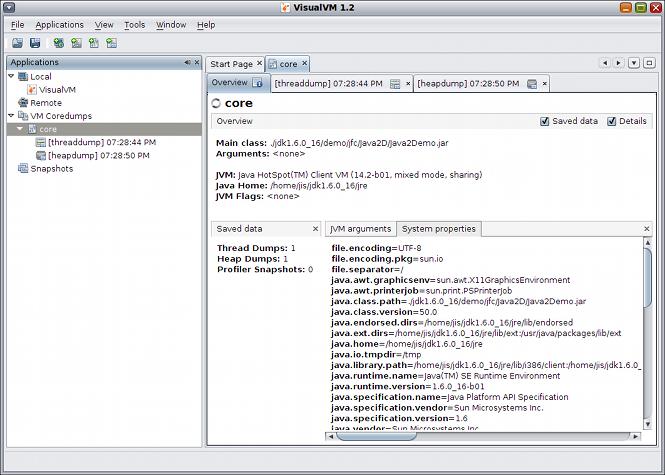 VisualVM 1.2
File Applications View Tools Window Help
Applications
Local
VisualVM
Remote
VM Coredumps
core
[threaddump] 07:28:44 PM
[heapdump] 07:28:50 PM
Snapshots
Start Page
core
Overview
[threaddump] 07:28:44 PM
[heapdump] 07:28:50 PM
core
Overview
Saved data
Details
Main class: ./jdk1.6.0_16/demo/jfc/Java2D/Java2Demo.jar
Arguments: <none>
JVM: Java HotSpot(TM) Client VM (14.2-b01, mixed mode, sharing)
Java Home: /home/jis/jdk1.6.0_16/jre
JVM Flags: <none>
Saved data
Thread Dumps: 1
Heap Dumps: 1
Profiler Snapshots: 0
JVM arguments
System properties
file.encoding=UTF-8
file.encoding.pkg=sun.io
file.separator=/
java.awt.graphicsenv=sun.awt.X11GraphicsEnvironment
java.awt.printerjob=sun.print.PSPrinterJob
java.class.path=./jdk1.6.0_16/demo/jfc/Java2D/Java2Demo.jar
java.class.version=50.0
java.endorsed.dirs=/home/jis/jdk1.6.0_16/jre/lib/endorsed
java.ext.dirs=/home/jis/jdk1.6.0_16/jre/lib/ext:/usr/java/packages/lib/ext
java.home=/home/jis/jdk1.6.0_16/jre
java.io.tmpdir=/tmp
java.library.path=/home/jis/jdk1.6.0_16/jre/lib/i386/client:/home/jis/jdk1.6.0_
java.runtime.name=Java(TM) SE Runtime Environment
java.runtime.version=1.6.0_16-b01
java.specification.name=Java Platform API Specification
java.specification.vendor=Sun Microsystems Inc.
java.specification.version=1.6
java.vendor=Sun Microsystems Inc.